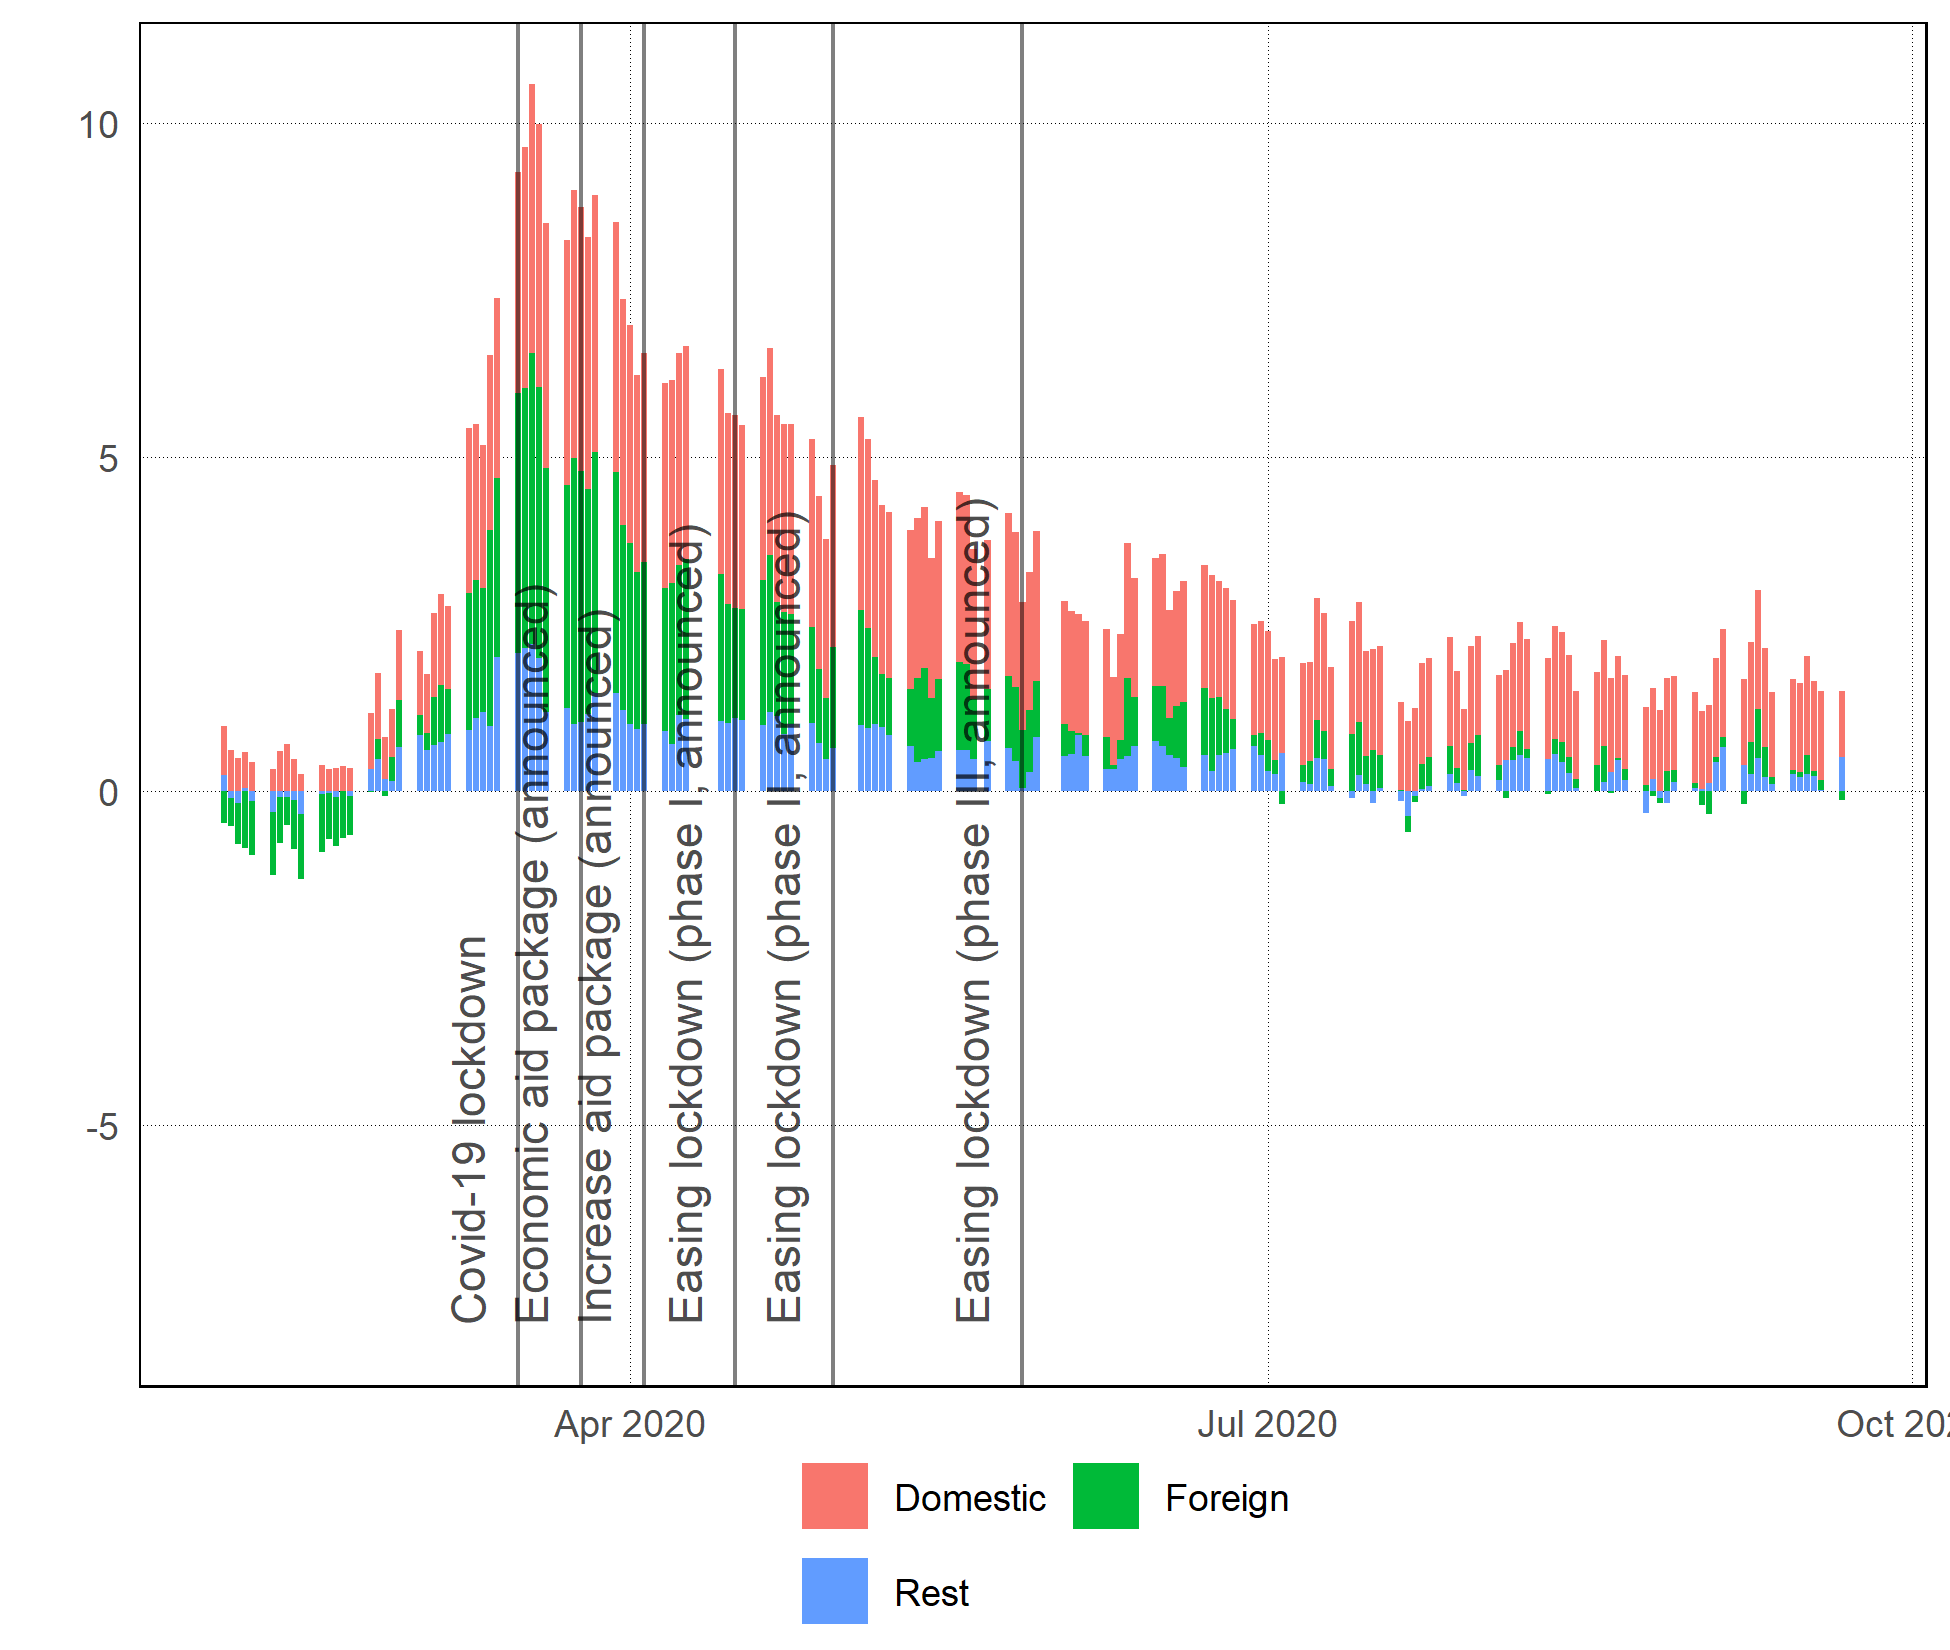 10
5
0
-5
Covid-19 lockdown
Economic aid package (announced)
Increase aid package (announced)
Easing lockdown (phase I, announced)
Easing lockdown (phase II, announced)
Easing lockdown (phase III, announced)
Apr 2020
Jul 2020
Oct 202
Domestic
Foreign
Rest